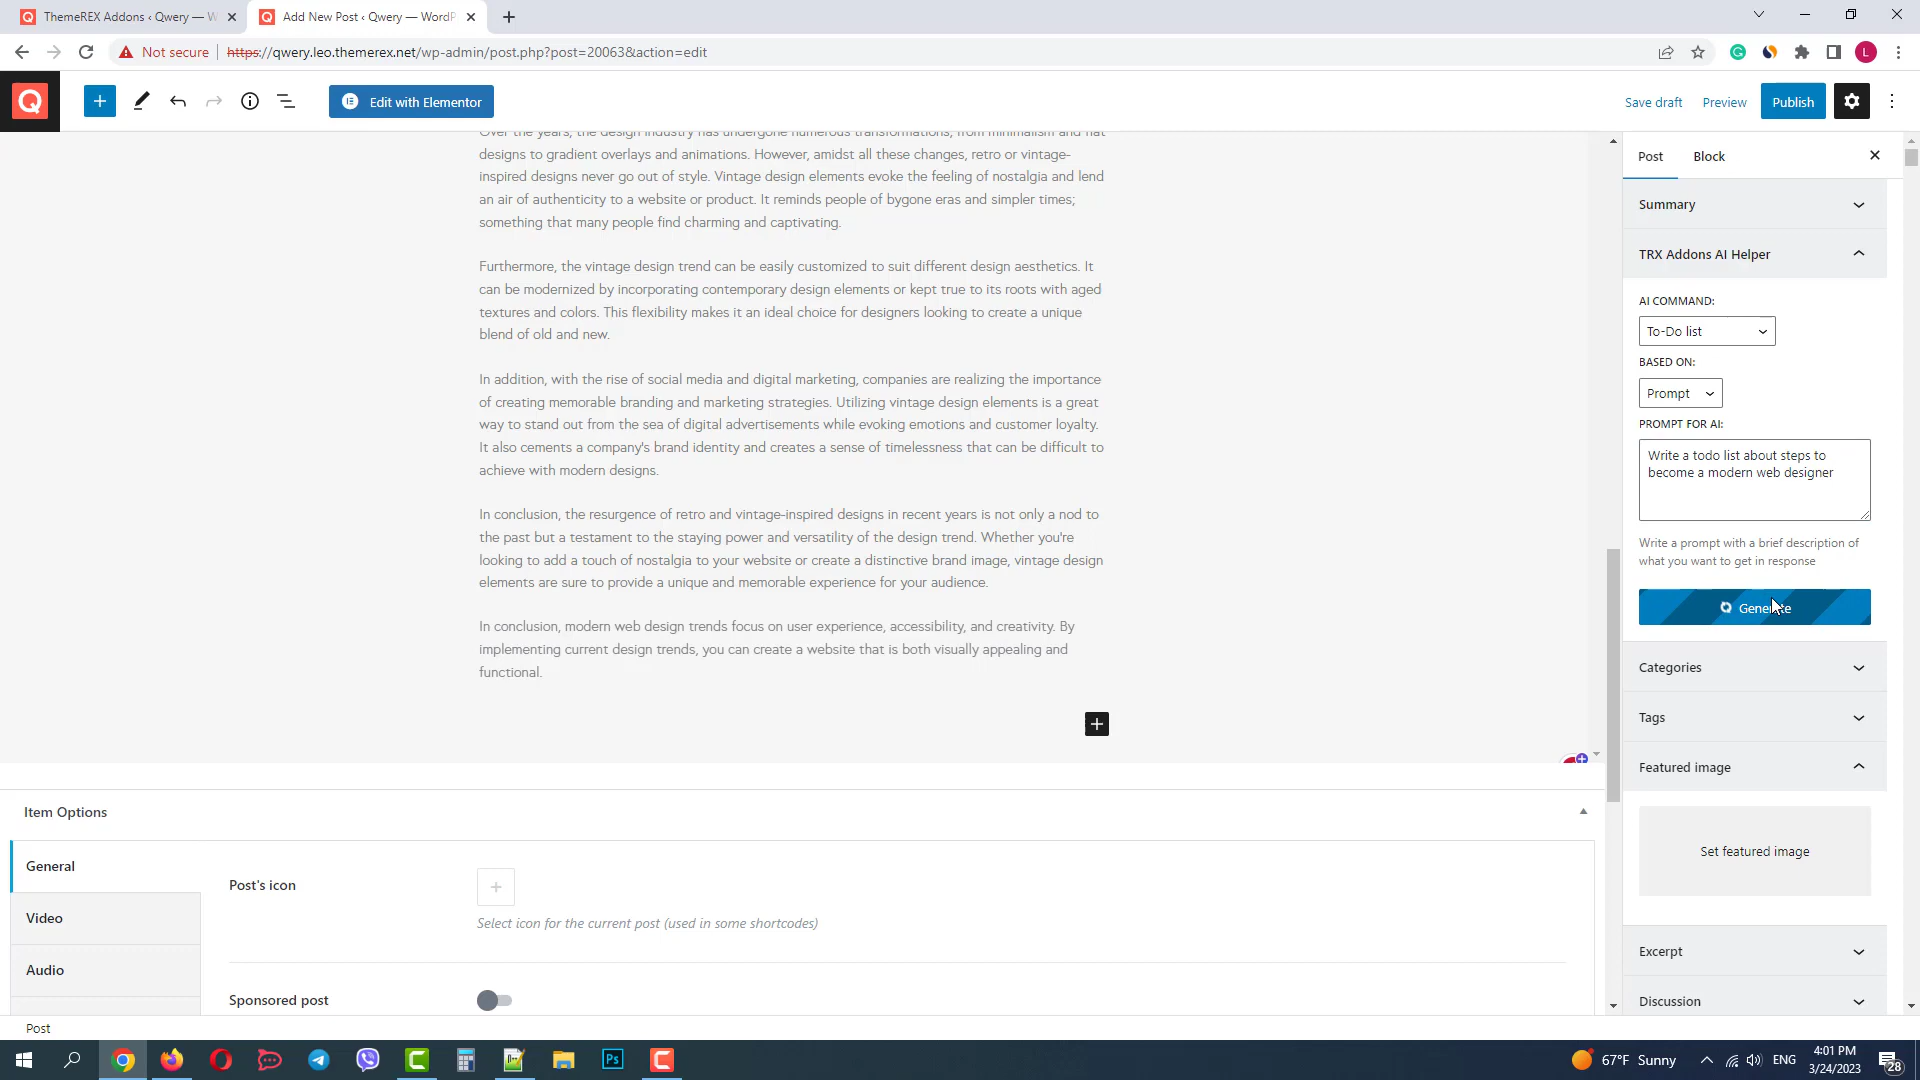 ThemeREX Addons ‹ Qwery — W
Add New Post ‹ Qwery — WordP
Not secure
https://qwery.leo.themerex.net/wp-admin/post.php?post=20063&action=edit
L
Q
Edit with Elementor
Save draft
Preview
Publish
Over the years, the design industry has undergone numerous transformations, from minimalism and flat
designs to gradient overlays and animations. However, amidst all these changes, retro or vintage-
inspired designs never go out of style. Vintage design elements evoke the feeling of nostalgia and lend
an air of authenticity to a website or product. It reminds people of bygone eras and simpler times;
something that many people find charming and captivating.
Furthermore, the vintage design trend can be easily customized to suit different design aesthetics. It
can be modernized by incorporating contemporary design elements or kept true to its roots with aged
textures and colors. This flexibility makes it an ideal choice for designers looking to create a unique
blend of old and new.
In addition, with the rise of social media and digital marketing, companies are realizing the importance
of creating memorable branding and marketing strategies. Utilizing vintage design elements is a great
way to stand out from the sea of digital advertisements while evoking emotions and customer loyalty.
It also cements a company's brand identity and creates a sense of timelessness that can be difficult to
achieve with modern designs.
In conclusion, the resurgence of retro and vintage-inspired designs in recent years is not only a nod to
the past but a testament to the staying power and versatility of the design trend. Whether you're
looking to add a touch of nostalgia to your website or create a distinctive brand image, vintage design
elements are sure to provide a unique and memorable experience for your audience.
In conclusion, modern web design trends focus on user experience, accessibility, and creativity. By
implementing current design trends, you can create a website that is both visually appealing and
functional.
Item Options
General
Video
Audio
Post's icon
Select icon for the current post (used in some shortcodes)
Sponsored post
Post
Post
Block
Summary
TRX Addons AI Helper
AI COMMAND:
To-Do list
BASED ON:
Prompt
PROMPT FOR AI:
Write a todo list about steps to
become a modern web designer
Write a prompt with a brief description of
what you want to get in response
Generate
Categories
Tags
Featured image
Set featured image
Excerpt
Discussion
Ps
67°F Sunny
ENG
4:01 PM
3/24/2023
28